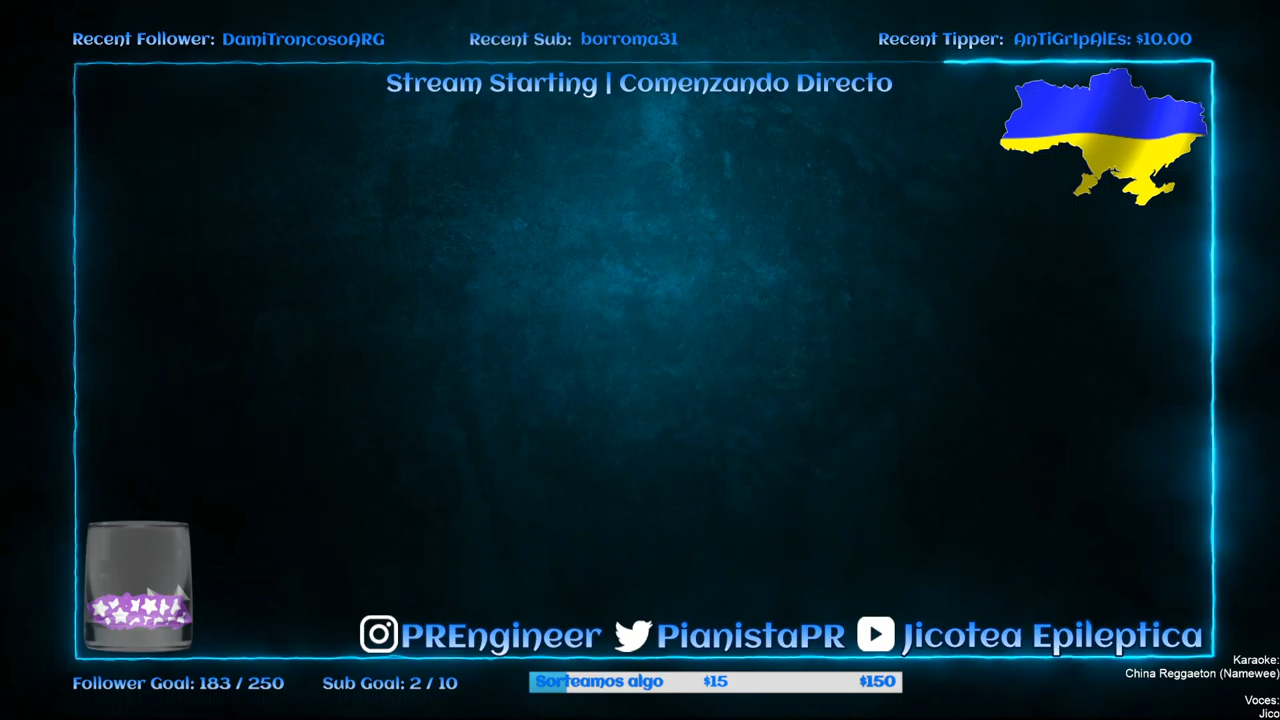 Recent Follower: DamiTroncosoARG
Recent Sub: borroma31
Recent Tipper: AnTiGrIpAlEs: $10.00
Stream Starting | Comenzando Directo
PREngineer
PianistaPR
Jicotea Epileptica
Karaoke:
China Reggaeton (Namewee)
Follower Goal: 183 / 250
Sub Goal: 2 / 10
Sorteamos algo $15 $150
Voces:
Jico